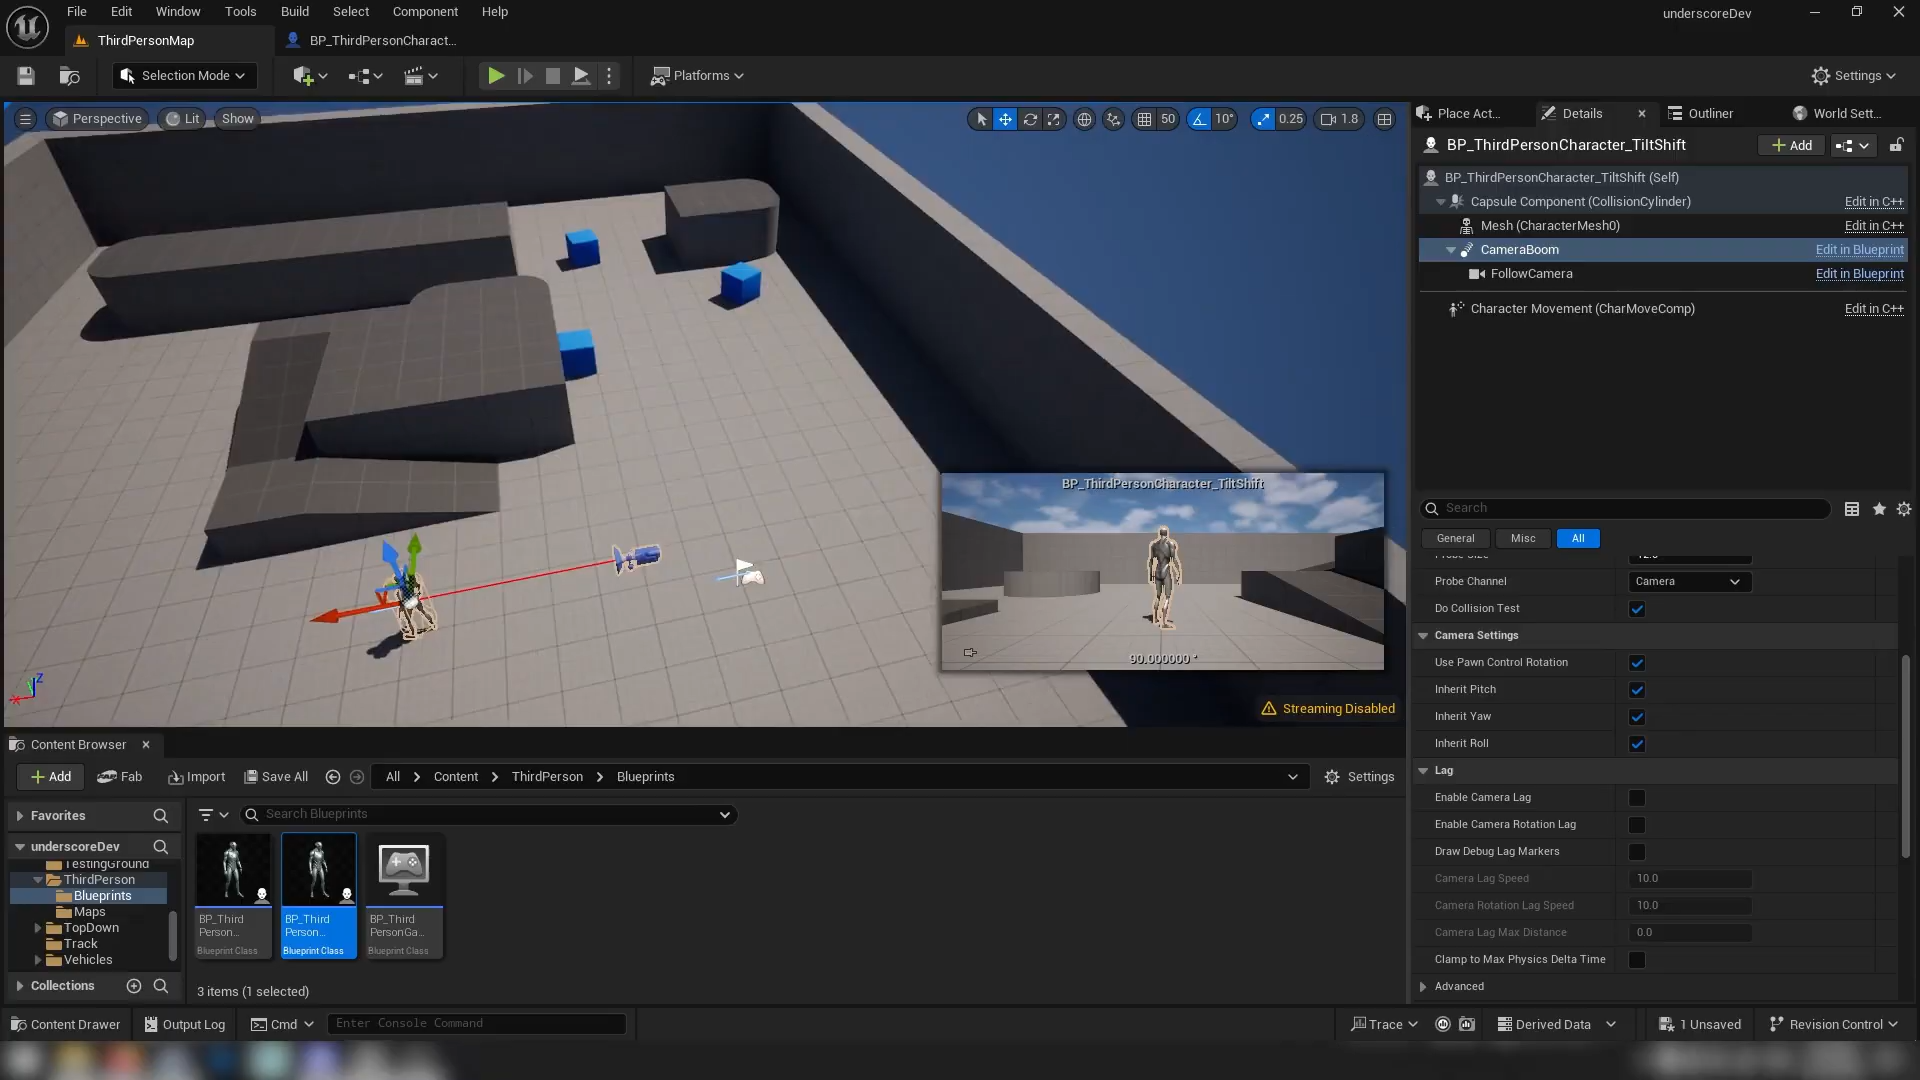 File Edit Window Tools Build Select Component Help
underscoreDev
ThirdPersonMap
BP_ThirdPersonCharact...
Selection Mode
Platforms
Settings
Perspective
Lit
Show
50
10°
0.25
1.8
Place Act...
Details
Outliner
World Sett...
BP_ThirdPersonCharacter_TiltShift
Add
BP_ThirdPersonCharacter_TiltShift (Self)
Capsule Component (CollisionCylinder) Edit in C++
Mesh (CharacterMesh0) Edit in C++
CameraBoom Edit in Blueprint
FollowCamera Edit in Blueprint
Character Movement (CharMoveComp) Edit in C++
Z
BP_ThirdPersonCharacter_TiltShift
90.000000 °
Streaming Disabled
Search
General Misc All
Probe Size 12.0
Probe Channel Camera
Do Collision Test
Camera Settings
Use Pawn Control Rotation
Inherit Pitch
Inherit Yaw
Inherit Roll
Lag
Enable Camera Lag
Enable Camera Rotation Lag
Draw Debug Lag Markers
Camera Lag Speed 10.0
Camera Rotation Lag Speed 10.0
Camera Lag Max Distance 0.0
Clamp to Max Physics Delta Time
Advanced
Content Browser
Add Fab Import Save All All Content ThirdPerson Blueprints Settings
Favorites
Search Blueprints
underscoreDev
TestingGround
ThirdPerson
Blueprints
Maps
TopDown
Track
Vehicles
Collections
BP_Third
Person...
Blueprint Class
BP_Third
Person...
Blueprint Class
BP_Third
PersonGa...
Blueprint Class
3 items (1 selected)
Content Drawer Output Log Cmd Enter Console Command Trace Derived Data 1 Unsaved Revision Control